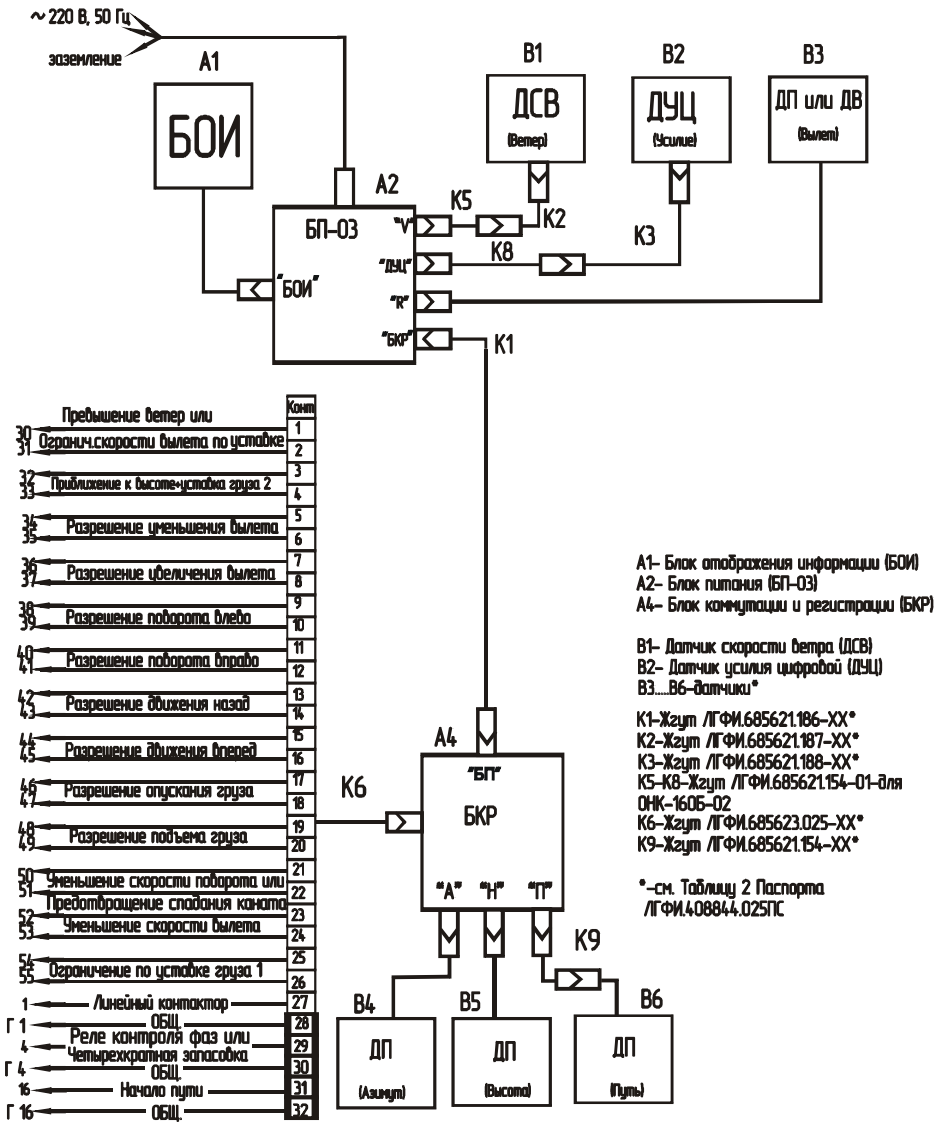 ~ 220 В, 50 Гц
заземление
А1
БОИ
В1
ДСВ
(Ветер)
В2
ДУЦ
(Усилие)
В3
ДП или ДВ
(Вылет)
А2
БП-03
"V"
"ДУЦ"
"БОИ"
"R"
"БКР"
К5
К2
К8
К3
К1
Конт
Превышение ветер или
30 1
Огранич.скорости вылета по уставке
31 2
32 3
Приближение к высоте+уставка груза 2
33 4
34 5
Разрешение уменьшения вылета
35 6
36 7
Разрешение увеличения вылета
37 8
38 9
Разрешение поворота влево
39 10
40 11
Разрешение поворота вправо
41 12
42 13
Разрешение движения назад
43 14
44 15
Разрешение движения вперед
45 16
46 17
Разрешение опускания груза
47 18
48 19
Разрешение подъема груза
49 20
50 21
Уменьшение скорости поворота или
51 22
Предотвращение спадания каната
52 23
Уменьшение скорости вылета
53 24
54 25
Ограничение по уставке груза 1
55 26
1 Линейный контактор 27
Г 1 ОБЩ. 28
Реле контроля фаз или
4 29
Четырехкратная запасовка
Г 4 ОБЩ. 30
16 Начало пути 31
Г 16 ОБЩ. 32
К6
А4
"БП"
БКР
"А" "Н" "П"
К9
В4
ДП
(Азимут)
В5
ДП
(Высота)
В6
ДП
(Путь)
А1- Блок отображения информации (БОИ)
А2- Блок питания (БП-03)
А4- Блок коммутации и регистрации (БКР)
В1- Датчик скорости ветра (ДСВ)
В2- Датчик усилия цифровой (ДУЦ)
В3....В6-датчики*
К1-Жгут ЛГФИ.685621.186-ХХ*
К2-Жгут ЛГФИ.685621.187-ХХ*
К3-Жгут ЛГФИ.685621.188-ХХ*
К5-К8-Жгут ЛГФИ.685621.154-01-для
ОНК-160Б-02
К6-Жгут ЛГФИ.685623.025-ХХ*
К9-Жгут ЛГФИ.685621.154-ХХ*
*-см. Таблицу 2 Паспорта
ЛГФИ.408844.025ПС